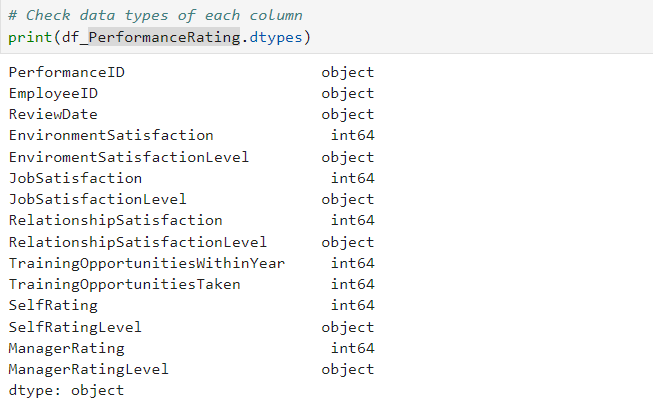 # Check data types of each column
print(df_PerformanceRating.dtypes)
PerformanceID object
EmployeeID object
ReviewDate object
EnvironmentSatisfaction int64
EnviromentSatisfactionLevel object
JobSatisfaction int64
JobSatisfactionLevel object
RelationshipSatisfaction int64
RelationshipSatisfactionLevel object
TrainingOpportunitiesWithinYear int64
TrainingOpportunitiesTaken int64
SelfRating int64
SelfRatingLevel object
ManagerRating int64
ManagerRatingLevel object
dtype: object